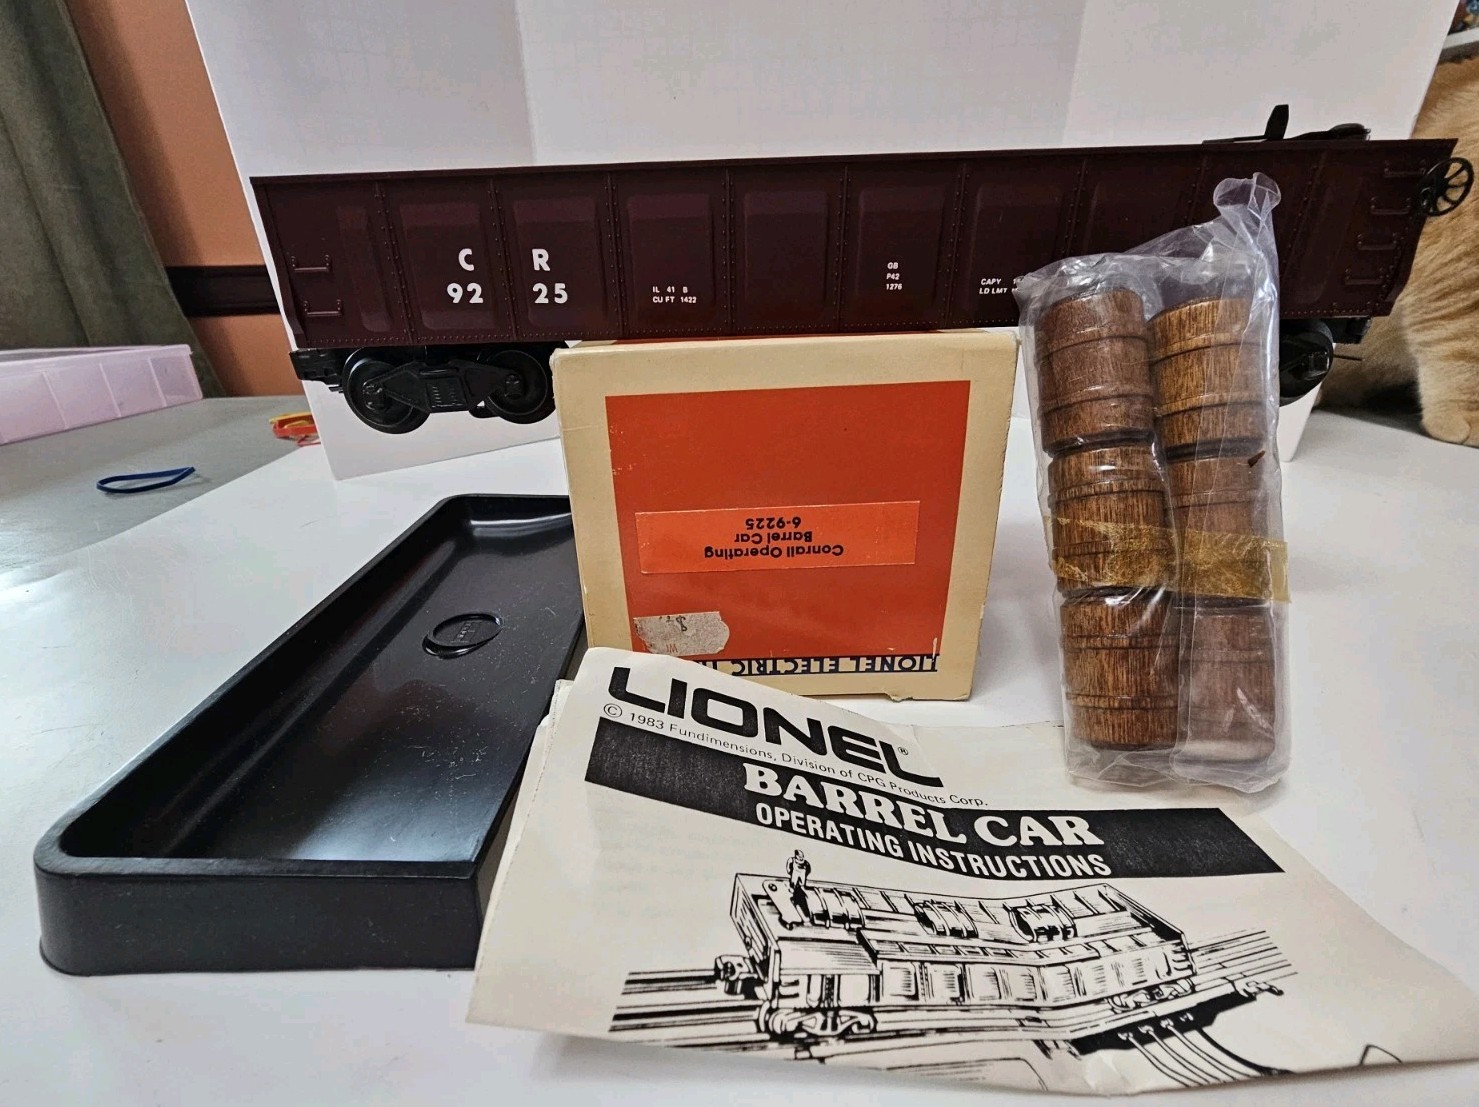 C R
92 25
IL 41 B
CU FT 1422
GB
P42
1276
CAPY
LD LMT
Conrail Operating
Barrel Car
6-9225
LIONEL ELECTRIC
LIONEL®
© 1983 Fundimensions, Division of CPG Products Corp.
BARREL CAR
OPERATING INSTRUCTIONS